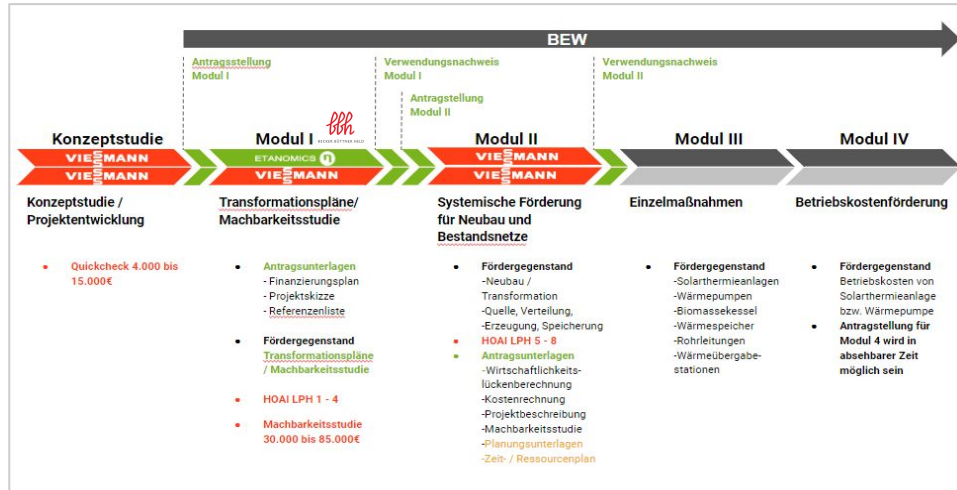 BEW
Antragsstellung
Modul I
Verwendungsnachweis
Modul I
Antragstellung
Modul II
Verwendungsnachweis
Modul II
Konzeptstudie
VIESMANN
VIESMANN
Konzeptstudie /
Projektentwicklung
• Quickcheck 4.000 bis
15.000€
Modul I
bbh
BECKER BÜTTNER HELD
ETANOMICS
VIESMANN
Transformationspläne/
Machbarkeitsstudie
• Antragsunterlagen
- Finanzierungsplan
- Projektskizze
- Referenzenliste
• Fördergegenstand
Transformationspläne
/ Machbarkeitsstudie
• HOAI LPH 1 - 4
• Machbarkeitsstudie
30.000 bis 85.000€
Modul II
VIESMANN
VIESMANN
Systemische Förderung
für Neubau und
Bestandsnetze
• Fördergegenstand
-Neubau /
Transformation
- Quelle, Verteilung,
-Erzeugung, Speicherung
• HOAI LPH 5 - 8
• Antragsunterlagen
-Wirtschaftlichkeits-
lückenberechnung
-Kostenrechnung
-Projektbeschreibung
-Machbarkeitsstudie
-Planungsunterlagen
-Zeit- / Ressourcenplan
Modul III
Einzelmaßnahmen
• Fördergegenstand
-Solarthermieanlagen
-Wärmepumpen
-Biomassekessel
-Wärmespeicher
-Rohrleitungen
-Wärmeübergabe-
stationen
Modul IV
Betriebskostenförderung
• Fördergegenstand
Betriebskosten von
Solarthermieanlage
bzw. Wärmepumpe
• Antragstellung für
Modul 4 wird in
absehbarer Zeit
möglich sein